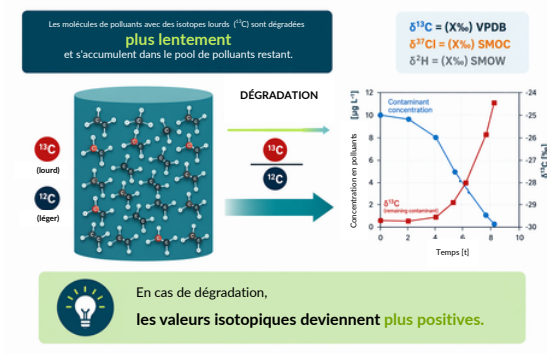 Les molécules de polluants avec des isotopes lourds (¹³C) sont dégradées
plus lentement
et s'accumulent dans le pool de polluants restant.
δ¹³C = (X‰) VPDB
δ³⁷Cl = (X‰) SMOC
δ²H = (X‰) SMOW
DÉGRADATION
¹³C
(lourd)
¹²C
(léger)
¹³C
¹²C
[µg L⁻¹]
Concentration en polluants
12
10
8
6
4
2
0
Contaminant
concentration
δ¹³C
(remaining contaminant)
-24
-25
-26
-27
-28
-29
-30
δ¹³C [‰]
0
2
4
6
8
10
Temps [t]
En cas de dégradation,
les valeurs isotopiques deviennent plus positives.